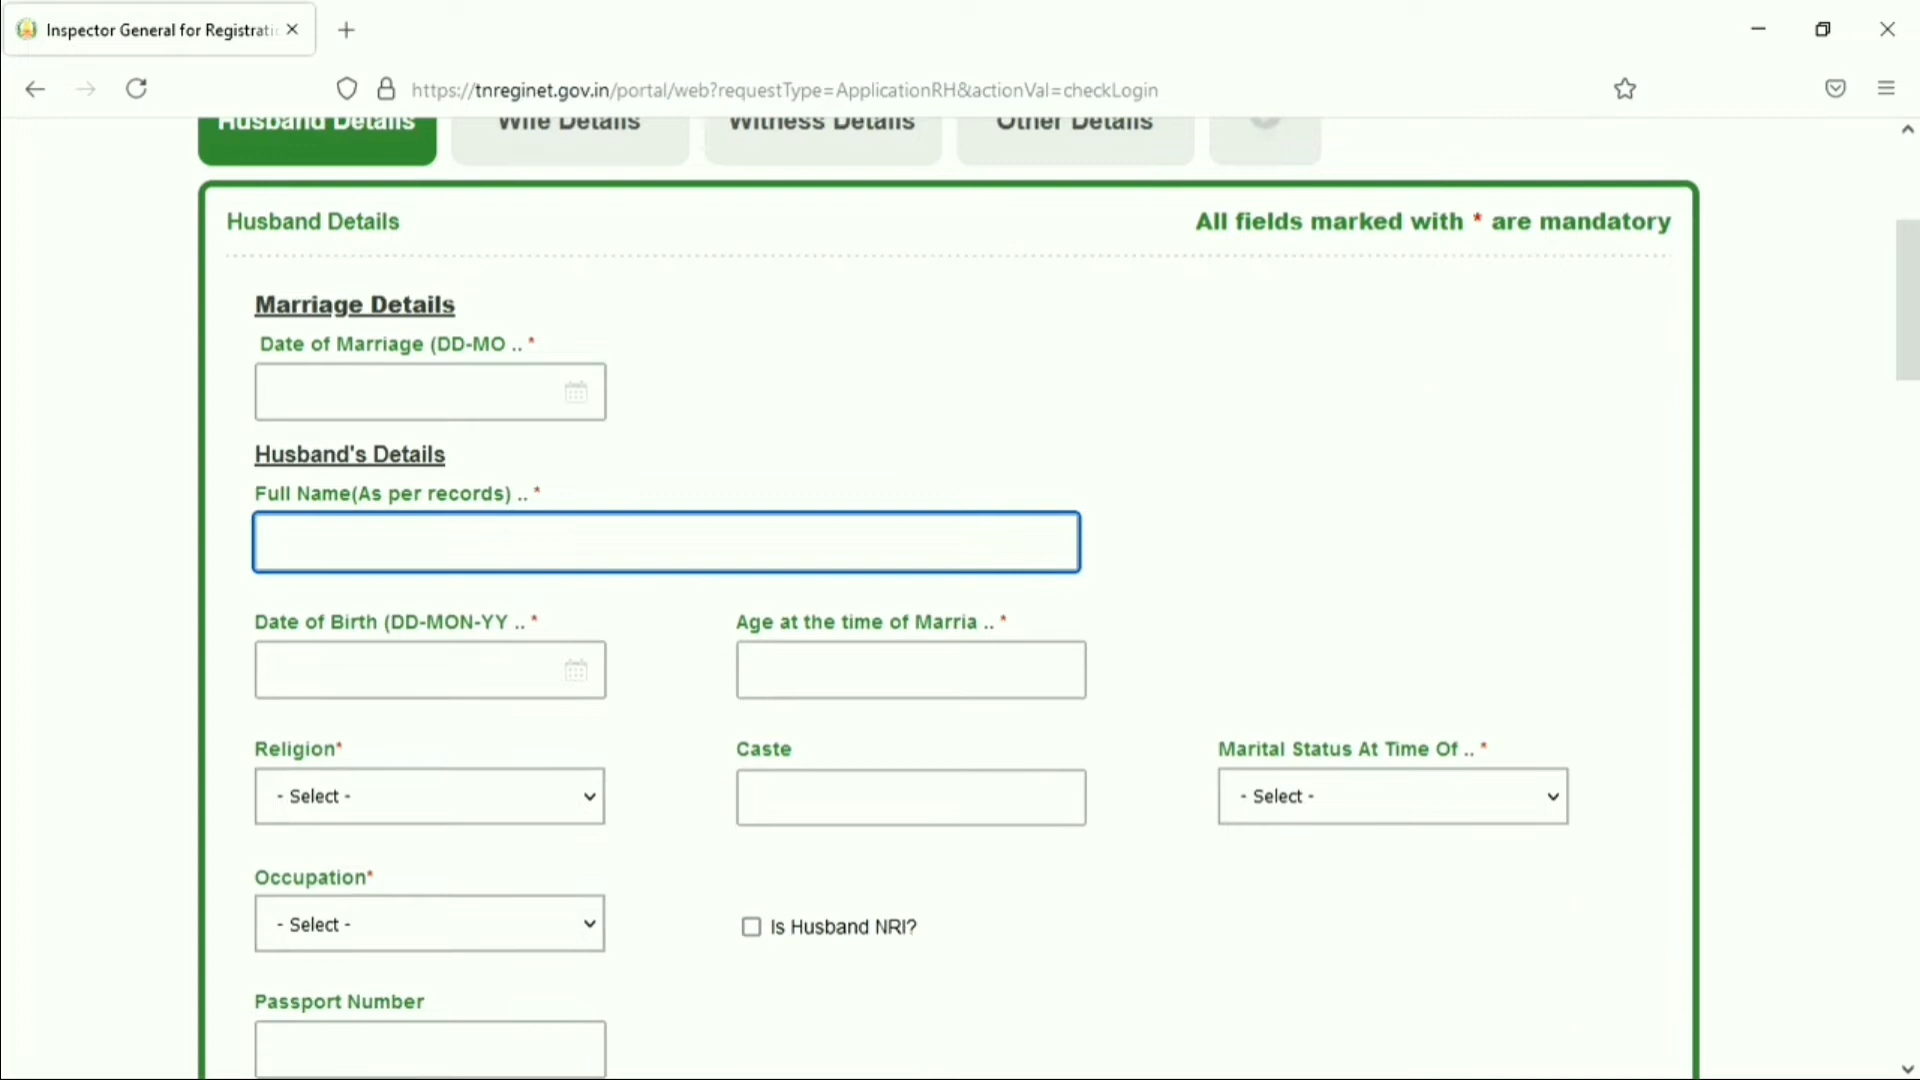 Inspector General for Registrati
https://tnreginet.gov.in/portal/web?requestType=ApplicationRH&actionVal=checkLogin
Husband Details Wife Details Witness Details Other Details
Husband Details All fields marked with * are mandatory
Marriage Details
Date of Marriage (DD-MO .. *
Husband's Details
Full Name(As per records) .. *
Date of Birth (DD-MON-YY .. * Age at the time of Marria .. *
Religion* Caste Marital Status At Time Of .. *
- Select - - Select -
Occupation*
- Select - Is Husband NRI?
Passport Number